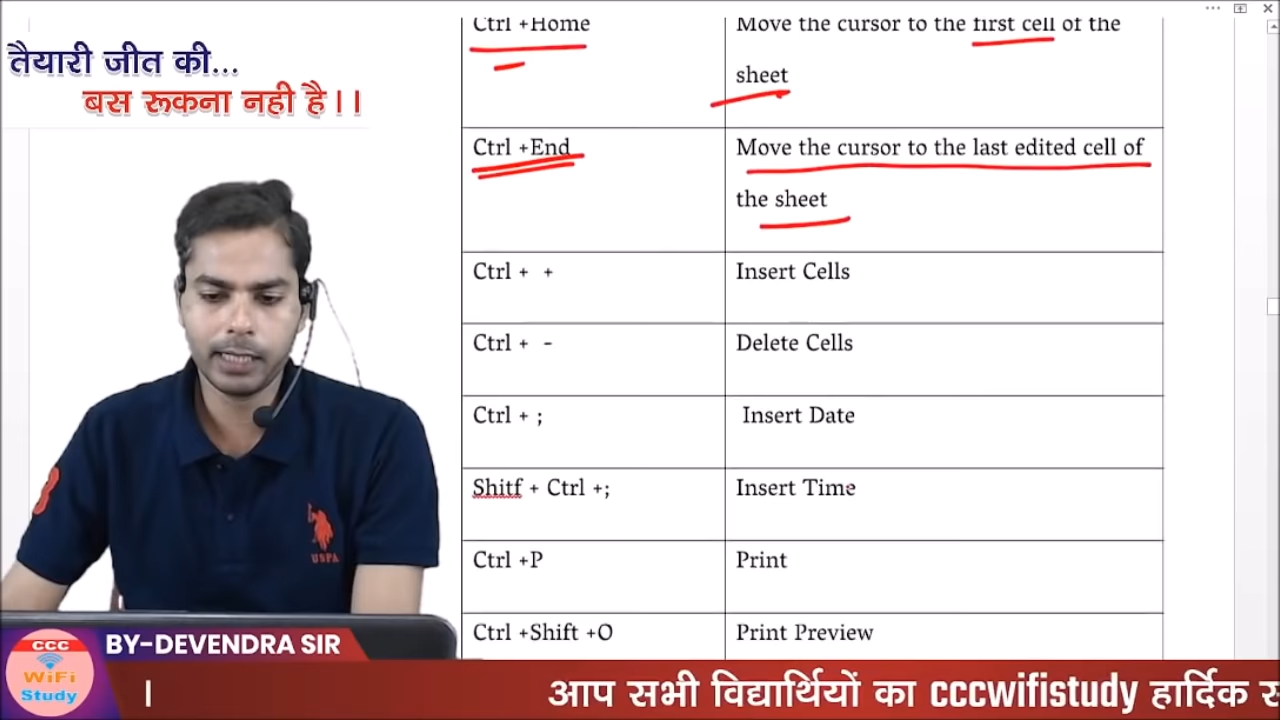 तैयारी जीत की...
बस रूकना नही है।।
Ctrl +Home
Move the cursor to the first cell of the
sheet
Ctrl +End
Move the cursor to the last edited cell of
the sheet
Ctrl + +
Insert Cells
Ctrl + -
Delete Cells
Ctrl + ;
Insert Date
Shitf + Ctrl +;
Insert Time
Ctrl +P
Print
Ctrl +Shift +O
Print Preview
USPA
3
BY-DEVENDRA SIR
CCC
WiFi
Study
आप सभी विद्यार्थियों का cccwifistudy हार्दिक